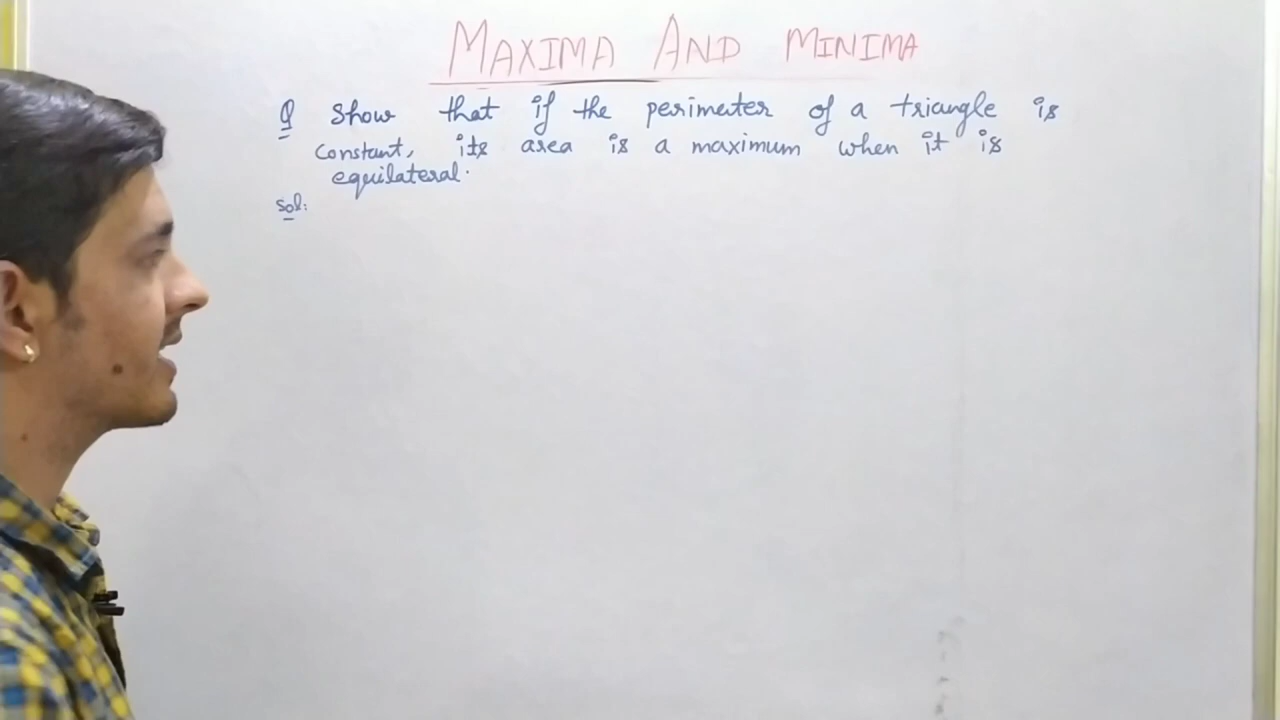 MAXIMA AND MINIMA
Q Show that if the perimeter of a triangle is
constant, its area is a maximum when it is
equilateral.
Sol: